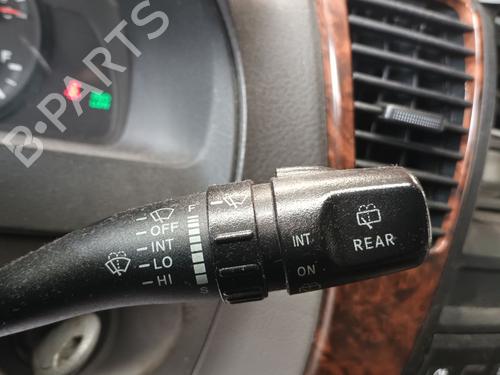 B-PARTS
OFF
INT
LO
HI
F
S
INT
ON
REAR